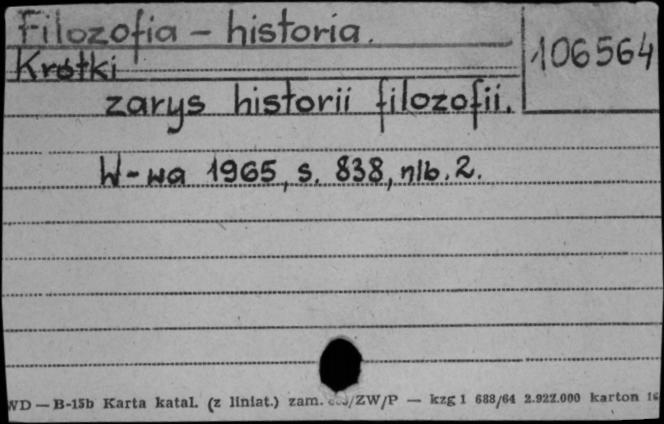 Filozofia - historia.
106564
Krótki
zarys historii filozofii.
W-wa 1965, s. 838, nlb. 2.
WD — B-15b Karta katal. (z liniat.) zam. /ZW/P — kzg 1 688/64 2.922.000 karton